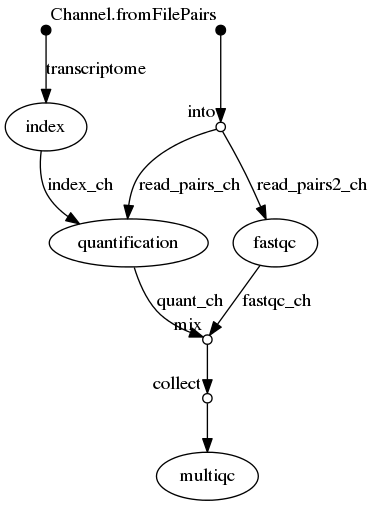 Channel.fromFilePairs
transcriptome
into
index
index_ch
read_pairs_ch
read_pairs2_ch
quantification
fastqc
quant_ch
fastqc_ch
mix
collect
multiqc